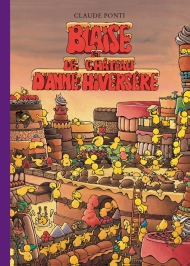 CLAUDE PONTI
BLAISE
ET
LE CHÂTEAU
D'ANNE HIVERSÈRE